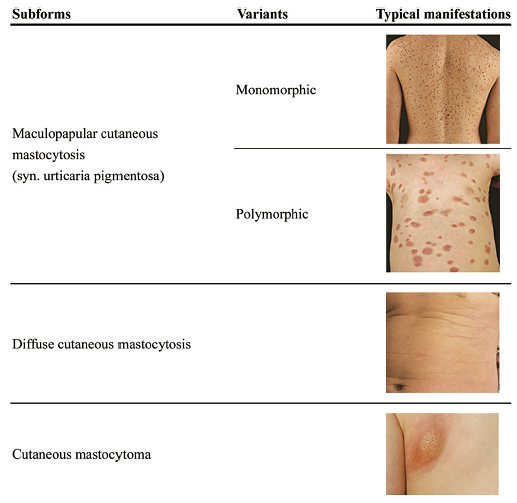 Subforms Variants Typical manifestations
Monomorphic
Maculopapular cutaneous
mastocytosis
(syn. urticaria pigmentosa)
Polymorphic
Diffuse cutaneous mastocytosis
Cutaneous mastocytoma